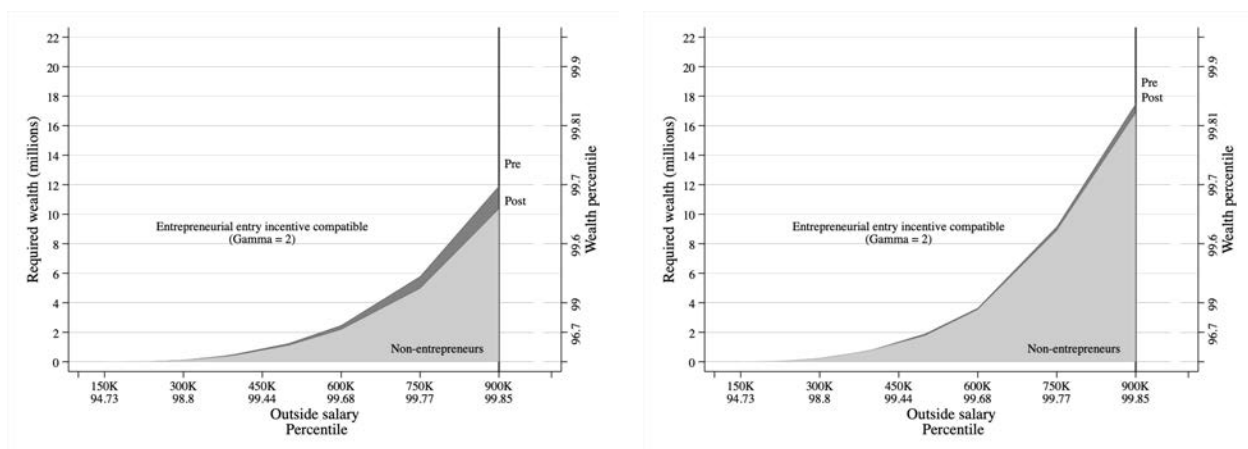 22
20
18
16
14
12
10
8
6
4
2
0
Required wealth (millions)
Pre
Post
Entrepreneurial entry incentive compatible
(Gamma = 2)
Non-entrepreneurs
99.9
99.81
99.7
99.6
99
96.7
Wealth percentile
150K 300K 450K 600K 750K 900K
94.73 98.8 99.44 99.68 99.77 99.85
Outside salary
Percentile
22
20
18
16
14
12
10
8
6
4
2
0
Required wealth (millions)
Pre
Post
Entrepreneurial entry incentive compatible
(Gamma = 2)
Non-entrepreneurs
99.9
99.81
99.7
99.6
99
96.7
Wealth percentile
150K 300K 450K 600K 750K 900K
94.73 98.8 99.44 99.68 99.77 99.85
Outside salary
Percentile